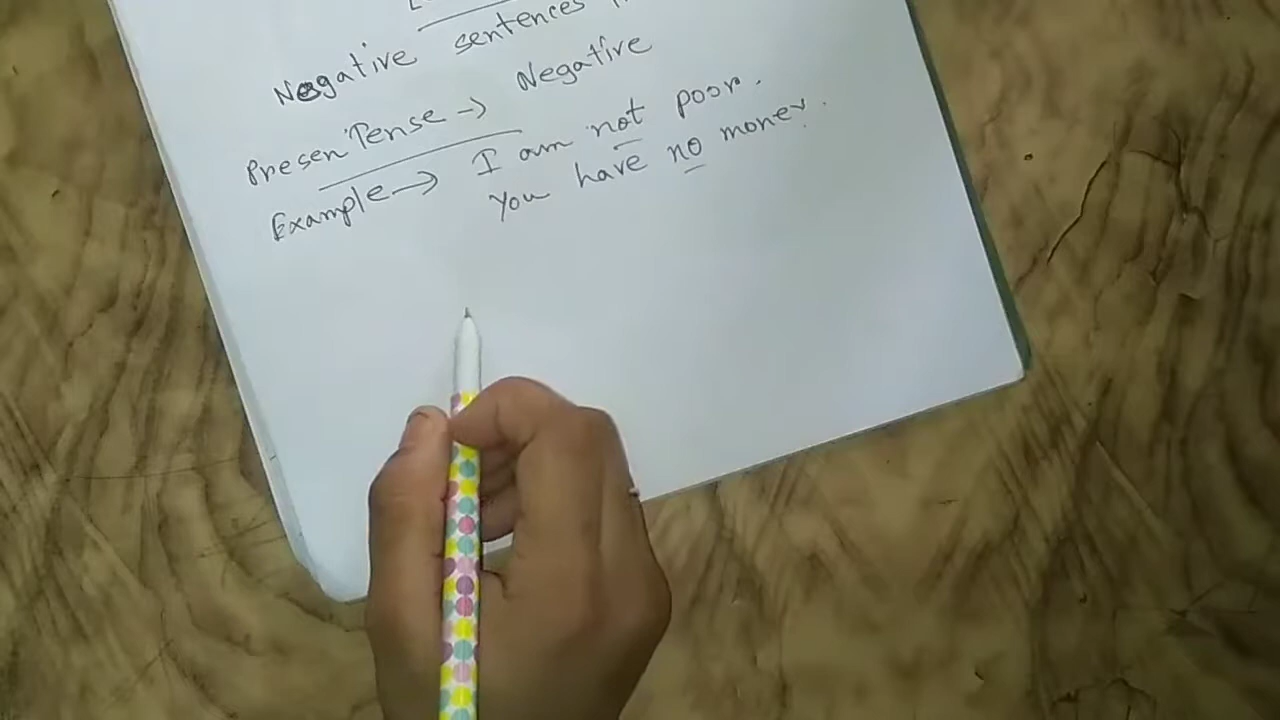 Negative sentences
Presen Tense → Negative
Example → I am not poor.
You have no money.